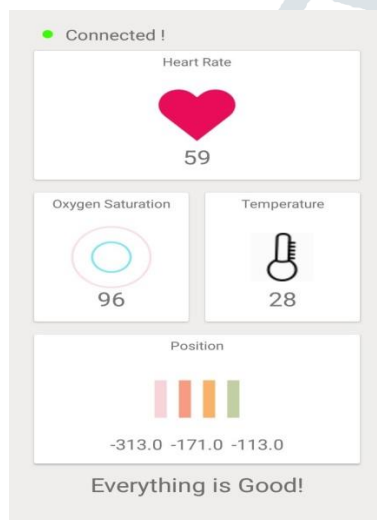 Connected !
Heart Rate
59
Oxygen Saturation
96
Temperature
28
Position
-313.0 -171.0 -113.0
Everything is Good!